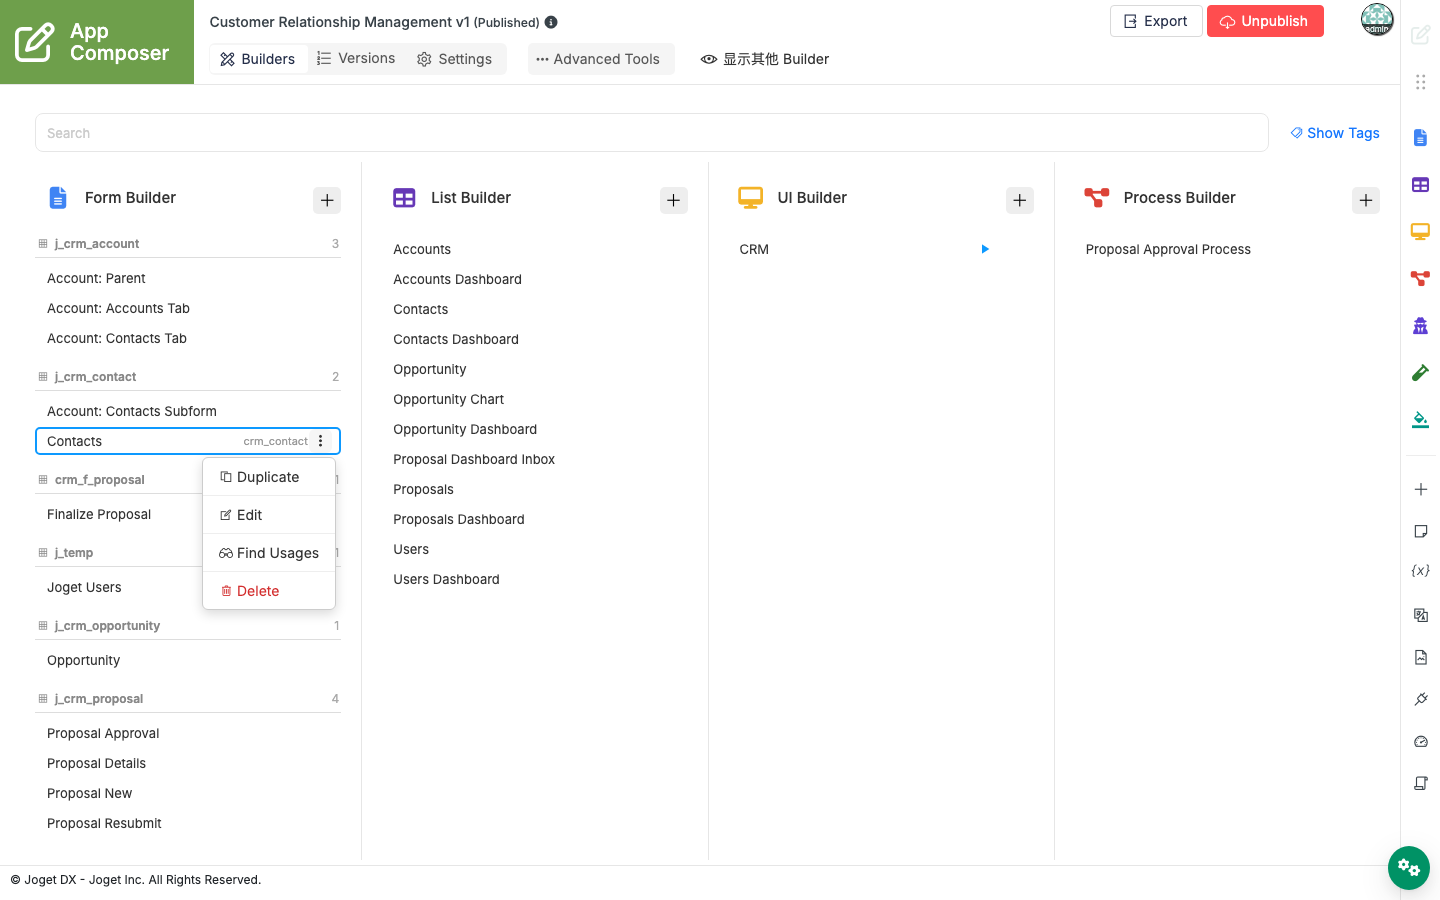 App
Composer
Customer Relationship Management v1 (Published)
Export
Unpublish
admin
Builders
Versions
Settings
Advanced Tools
显示其他 Builder
Search
Show Tags
Form Builder
j_crm_account 3
Account: Parent
Account: Accounts Tab
Account: Contacts Tab
j_crm_contact 2
Account: Contacts Subform
Contacts crm_contact
Duplicate
Edit
Find Usages
Delete
crm_f_proposal 1
Finalize Proposal
j_temp 1
Joget Users
j_crm_opportunity 1
Opportunity
j_crm_proposal 4
Proposal Approval
Proposal Details
Proposal New
Proposal Resubmit
List Builder
Accounts
Accounts Dashboard
Contacts
Contacts Dashboard
Opportunity
Opportunity Chart
Opportunity Dashboard
Proposal Dashboard Inbox
Proposals
Proposals Dashboard
Users
Users Dashboard
UI Builder
CRM
Process Builder
Proposal Approval Process
{x}
© Joget DX - Joget Inc. All Rights Reserved.